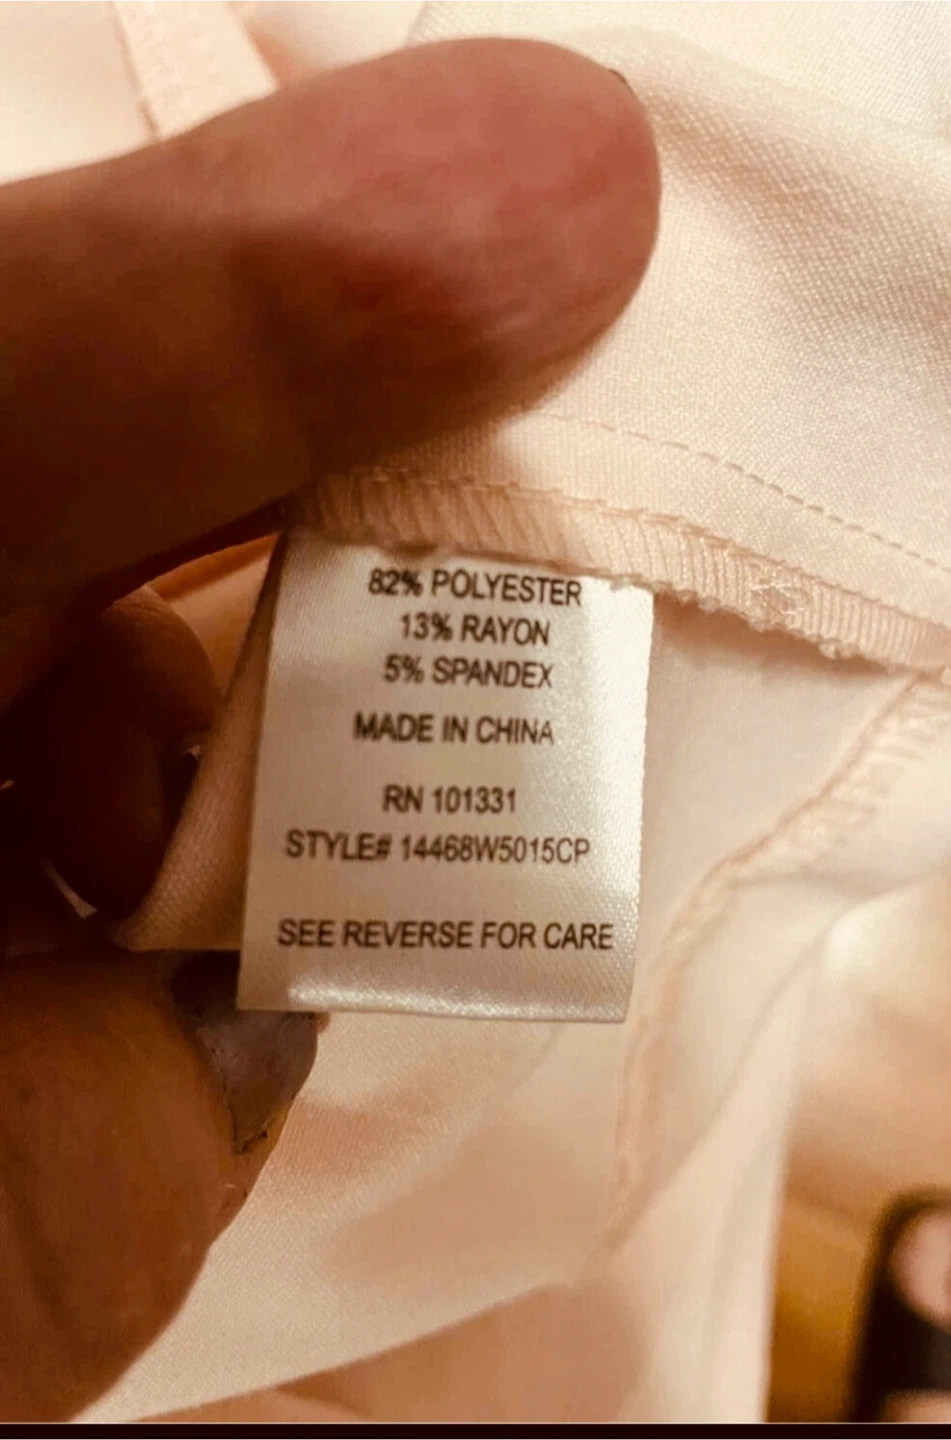 82% POLYESTER
13% RAYON
5% SPANDEX
MADE IN CHINA
RN 101331
STYLE# 14468W5015CP
SEE REVERSE FOR CARE